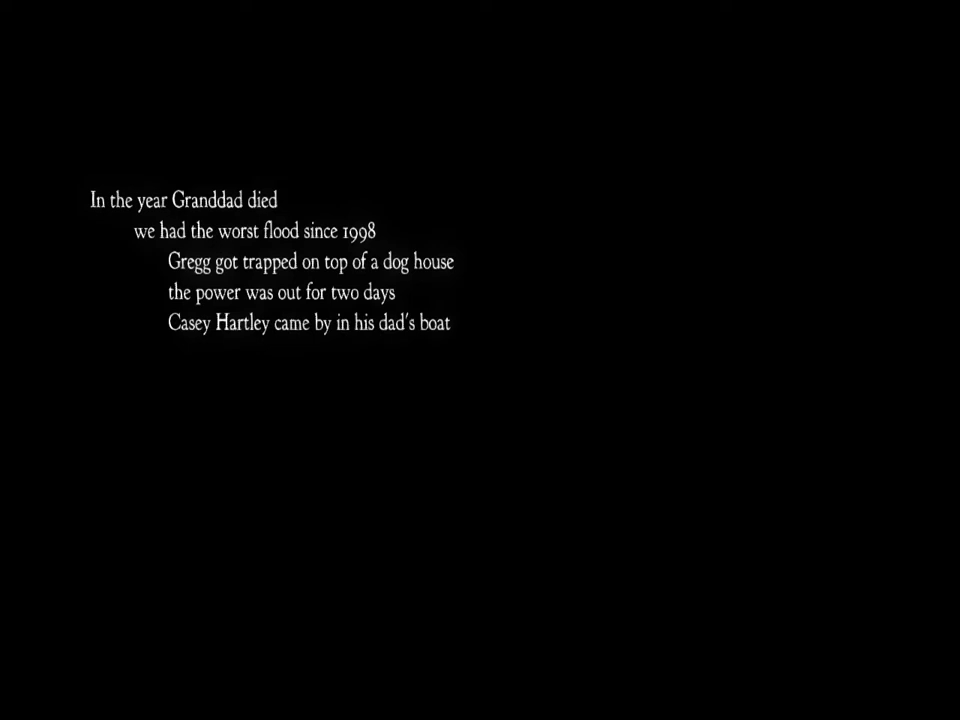 In the year Granddad died
we had the worst flood since 1998
Gregg got trapped on top of a dog house
the power was out for two days
Casey Hartley came by in his dad's boat